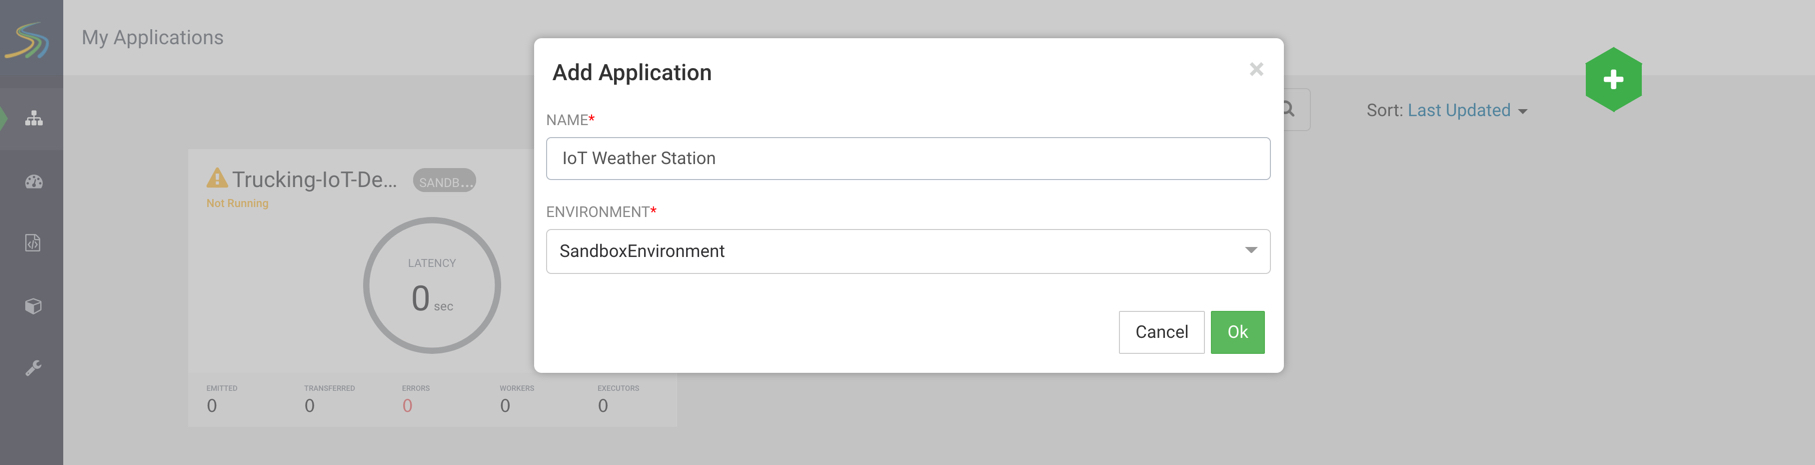 My Applications
Add Application
×
NAME*
IoT Weather Station
ENVIRONMENT*
SandboxEnvironment
Cancel
Ok
Sort: Last Updated
Trucking-IoT-De...
SANDB...
Not Running
LATENCY
0 sec
EMITTED
TRANSFERRED
ERRORS
WORKERS
EXECUTORS
0
0
0
0
0